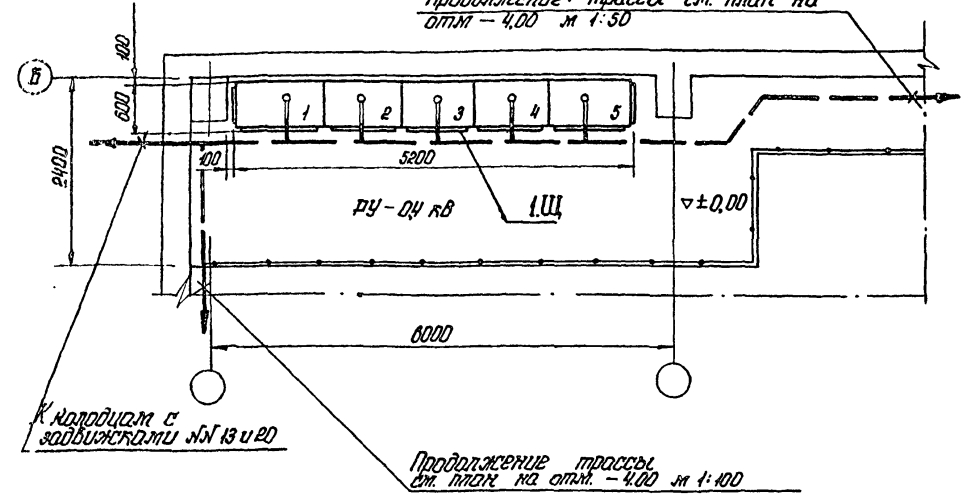 Продолжение трассы см. план на
отм - 4,00 м 1:50
Б
100
600
2400
1 2 3 4 5
100
5200
РУ-0,4 кВ
1.Щ
±0,00
6000
К колодцам с
задвижками NN 13 и 20
Продолжение трассы
см. план на отм. -4.00 м 1:100